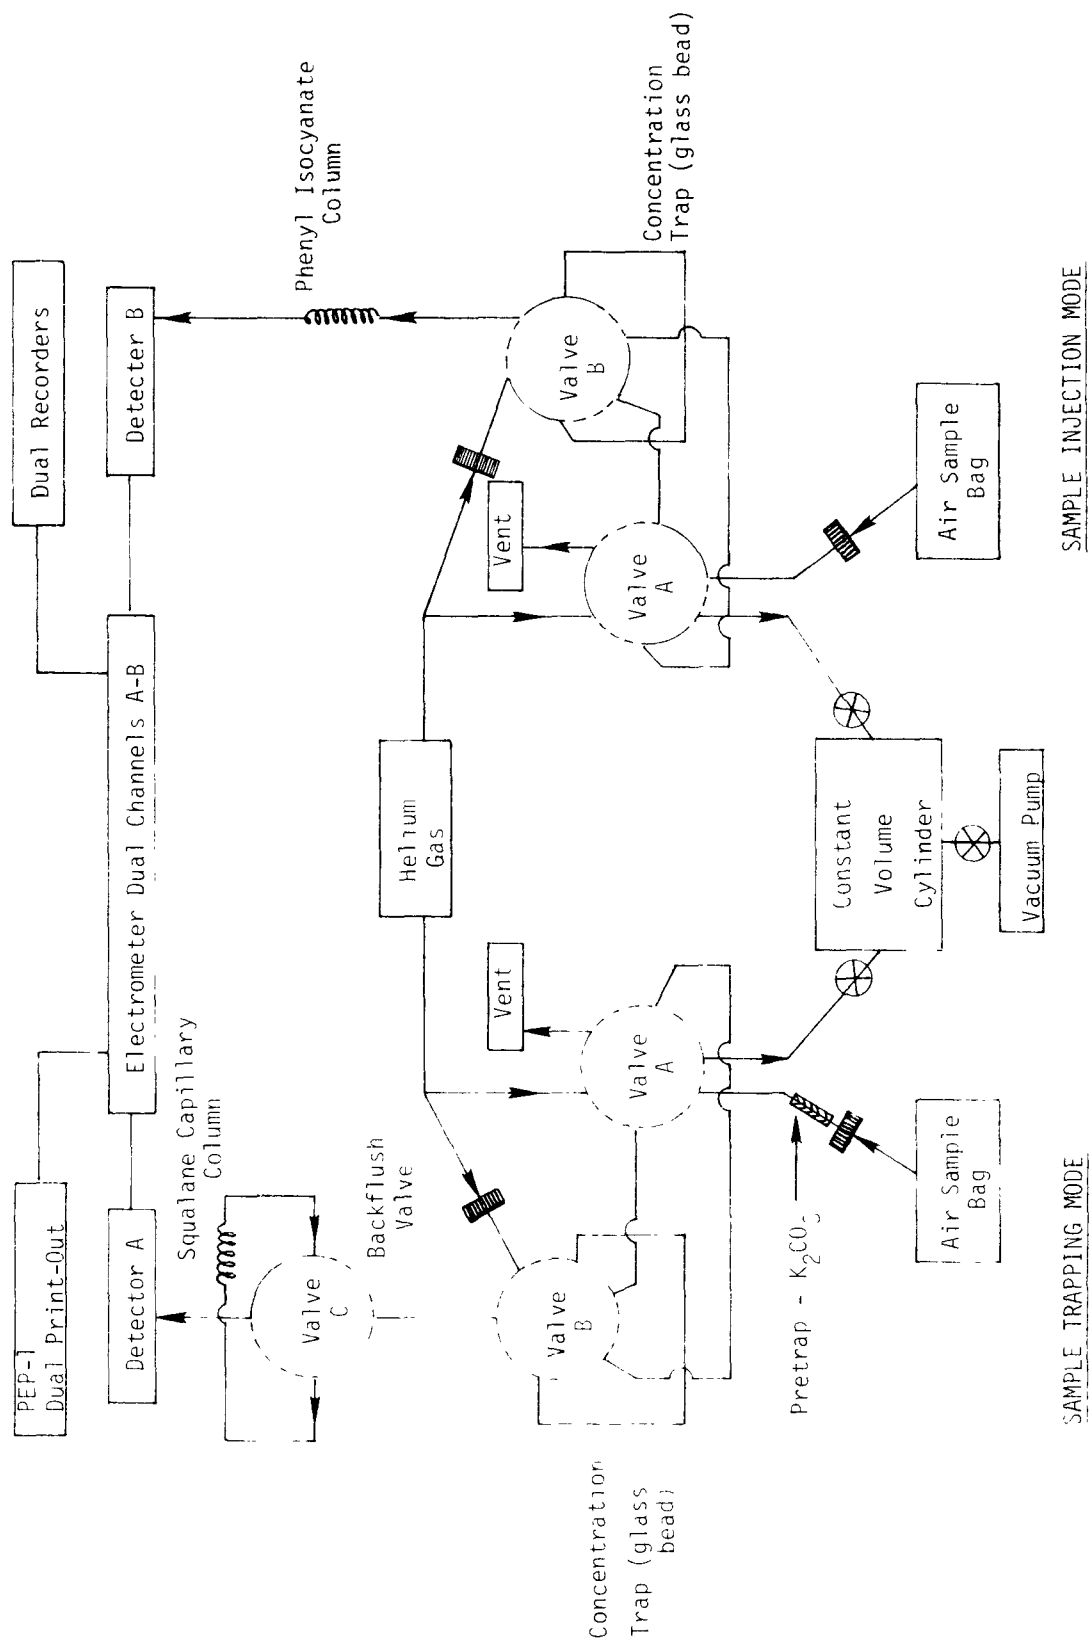 PEP-1
Dual Print-Out
Dual Recorders
Detector A
Electrometer Dual Channels A-B
Detecter B
Squalane Capillary
Column
Phenyl Isocyanate
Column
Valve
C
Backflush
Valve
Helium
Gas
Vent
Vent
Valve
B
Valve
A
Valve
A
Valve
B
Concentration
Trap (glass
bead)
Concentration
Trap (glass bead)
Pretrap - K₂CO₃
Constant
Volume
Cylinder
Air Sample
Bag
Vacuum Pump
Air Sample
Bag
SAMPLE TRAPPING MODE
SAMPLE INJECTION MODE